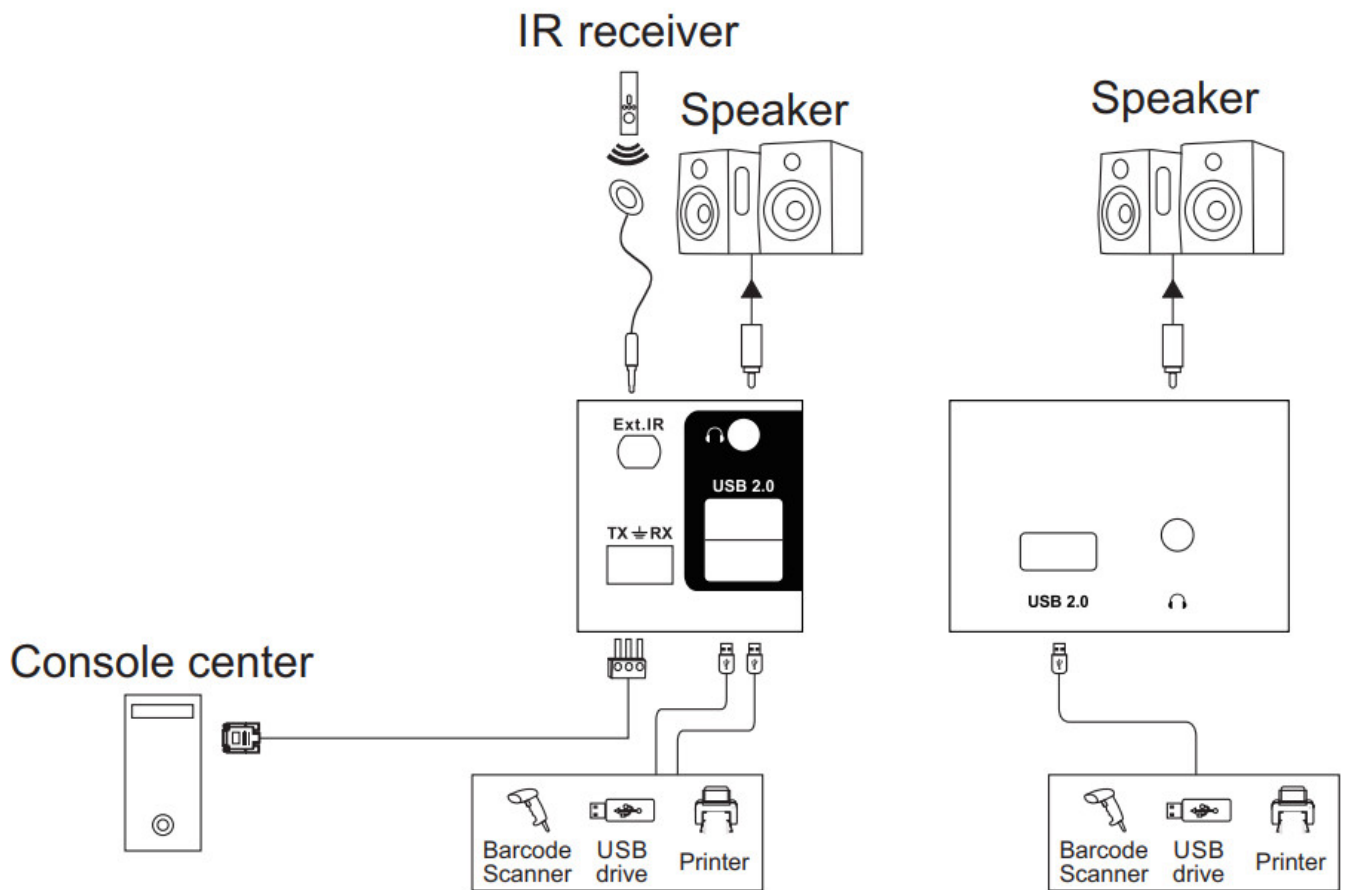 IR receiver
Speaker
Speaker
Ext.IR
USB 2.0
TX ⏚ RX
USB 2.0
Console center
Barcode
Scanner
USB
drive
Printer
Barcode
Scanner
USB
drive
Printer